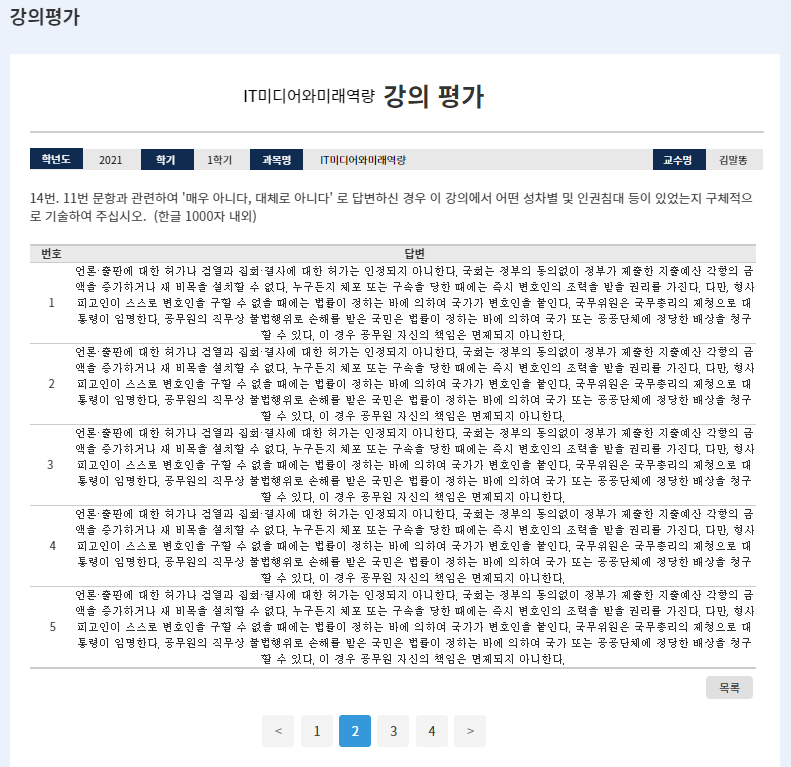 강의평가
IT미디어와미래역량 강의 평가
학년도 2021 학기 1학기 과목명 IT미디어와미래역량 교수명 김말똥
14번. 11번 문항과 관련하여 '매우 아니다, 대체로 아니다' 로 답변하신 경우 이 강의에서 어떤 성차별 및 인권침대 등이 있었는지 구체적으
로 기술하여 주십시오. (한글 1000자 내외)
번호 답변
언론·출판에 대한 허가나 검열과 집회·결사에 대한 허가는 인정되지 아니한다. 국회는 정부의 동의없이 정부가 제출한 지출예산 각항의 금
액을 증가하거나 새 비목을 설치할 수 없다. 누구든지 체포 또는 구속을 당한 때에는 즉시 변호인의 조력을 받을 권리를 가진다. 다만, 형사
1 피고인이 스스로 변호인을 구할 수 없을 때에는 법률이 정하는 바에 의하여 국가가 변호인을 붙인다. 국무위원은 국무총리의 제청으로 대
통령이 임명한다. 공무원의 직무상 불법행위로 손해를 받은 국민은 법률이 정하는 바에 의하여 국가 또는 공공단체에 정당한 배상을 청구
할 수 있다. 이 경우 공무원 자신의 책임은 면제되지 아니한다.
언론·출판에 대한 허가나 검열과 집회·결사에 대한 허가는 인정되지 아니한다. 국회는 정부의 동의없이 정부가 제출한 지출예산 각항의 금
액을 증가하거나 새 비목을 설치할 수 없다. 누구든지 체포 또는 구속을 당한 때에는 즉시 변호인의 조력을 받을 권리를 가진다. 다만, 형사
2 피고인이 스스로 변호인을 구할 수 없을 때에는 법률이 정하는 바에 의하여 국가가 변호인을 붙인다. 국무위원은 국무총리의 제청으로 대
통령이 임명한다. 공무원의 직무상 불법행위로 손해를 받은 국민은 법률이 정하는 바에 의하여 국가 또는 공공단체에 정당한 배상을 청구
할 수 있다. 이 경우 공무원 자신의 책임은 면제되지 아니한다.
언론·출판에 대한 허가나 검열과 집회·결사에 대한 허가는 인정되지 아니한다. 국회는 정부의 동의없이 정부가 제출한 지출예산 각항의 금
액을 증가하거나 새 비목을 설치할 수 없다. 누구든지 체포 또는 구속을 당한 때에는 즉시 변호인의 조력을 받을 권리를 가진다. 다만, 형사
3 피고인이 스스로 변호인을 구할 수 없을 때에는 법률이 정하는 바에 의하여 국가가 변호인을 붙인다. 국무위원은 국무총리의 제청으로 대
통령이 임명한다. 공무원의 직무상 불법행위로 손해를 받은 국민은 법률이 정하는 바에 의하여 국가 또는 공공단체에 정당한 배상을 청구
할 수 있다. 이 경우 공무원 자신의 책임은 면제되지 아니한다.
언론·출판에 대한 허가나 검열과 집회·결사에 대한 허가는 인정되지 아니한다. 국회는 정부의 동의없이 정부가 제출한 지출예산 각항의 금
액을 증가하거나 새 비목을 설치할 수 없다. 누구든지 체포 또는 구속을 당한 때에는 즉시 변호인의 조력을 받을 권리를 가진다. 다만, 형사
4 피고인이 스스로 변호인을 구할 수 없을 때에는 법률이 정하는 바에 의하여 국가가 변호인을 붙인다. 국무위원은 국무총리의 제청으로 대
통령이 임명한다. 공무원의 직무상 불법행위로 손해를 받은 국민은 법률이 정하는 바에 의하여 국가 또는 공공단체에 정당한 배상을 청구
할 수 있다. 이 경우 공무원 자신의 책임은 면제되지 아니한다.
언론·출판에 대한 허가나 검열과 집회·결사에 대한 허가는 인정되지 아니한다. 국회는 정부의 동의없이 정부가 제출한 지출예산 각항의 금
액을 증가하거나 새 비목을 설치할 수 없다. 누구든지 체포 또는 구속을 당한 때에는 즉시 변호인의 조력을 받을 권리를 가진다. 다만, 형사
5 피고인이 스스로 변호인을 구할 수 없을 때에는 법률이 정하는 바에 의하여 국가가 변호인을 붙인다. 국무위원은 국무총리의 제청으로 대
통령이 임명한다. 공무원의 직무상 불법행위로 손해를 받은 국민은 법률이 정하는 바에 의하여 국가 또는 공공단체에 정당한 배상을 청구
할 수 있다. 이 경우 공무원 자신의 책임은 면제되지 아니한다.
목록
< 1 2 3 4 >